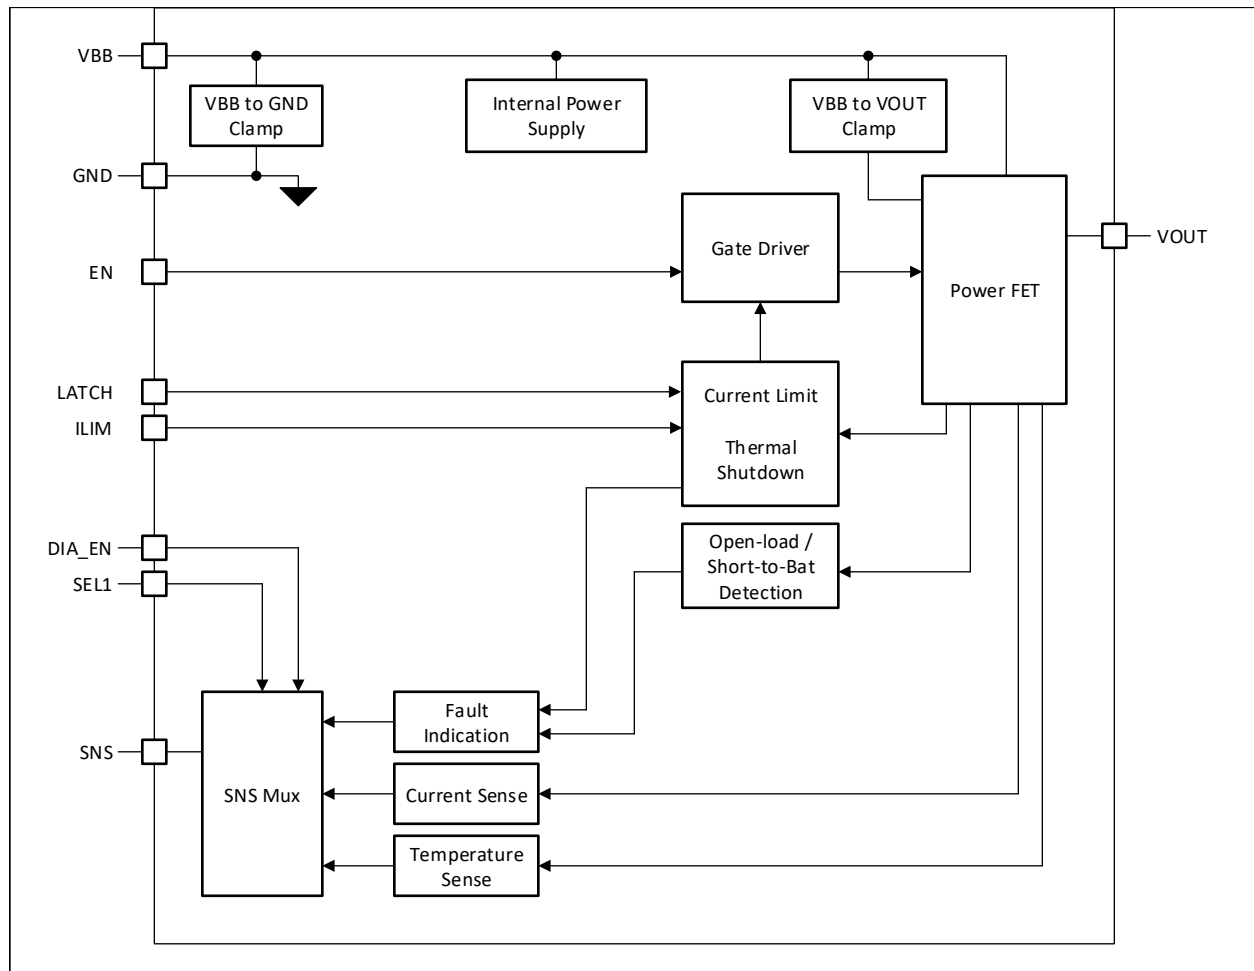 VBB
VBB to GND
Clamp
Internal Power
Supply
VBB to VOUT
Clamp
GND
Gate Driver
VOUT
EN
Power FET
LATCH
Current Limit
ILIM
Thermal
Shutdown
DIA_EN
Open-load /
Short-to-Bat
Detection
SEL1
Fault
Indication
SNS
SNS Mux
Current Sense
Temperature
Sense